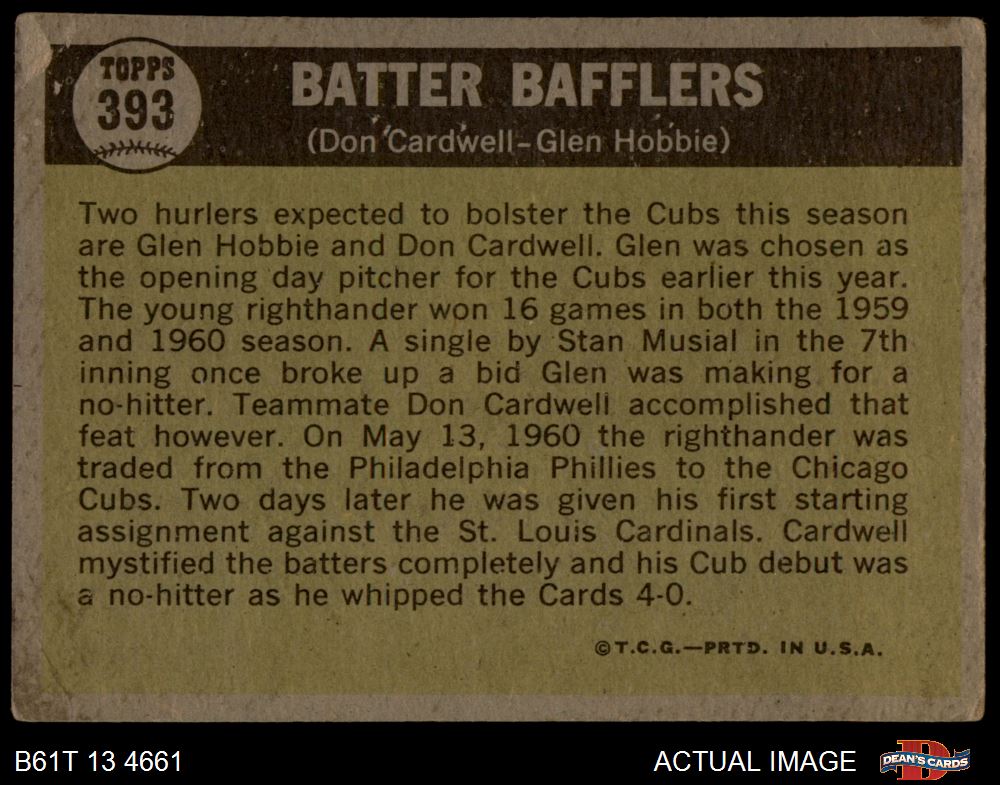 TOPPS
393
BATTER BAFFLERS
(Don Cardwell-Glen Hobbie)
Two hurlers expected to bolster the Cubs this season
are Glen Hobbie and Don Cardwell. Glen was chosen as
the opening day pitcher for the Cubs earlier this year.
The young righthander won 16 games in both the 1959
and 1960 season. A single by Stan Musial in the 7th
inning once broke up a bid Glen was making for a
no-hitter. Teammate Don Cardwell accomplished that
feat however. On May 13, 1960 the righthander was
traded from the Philadelphia Phillies to the Chicago
Cubs. Two days later he was given his first starting
assignment against the St. Louis Cardinals. Cardwell
mystified the batters completely and his Cub debut was
a no-hitter as he whipped the Cards 4-0.
©T.C.G.—PRTD. IN U.S.A.
B61T 13 4661
ACTUAL IMAGE
D
DEAN'S CARDS